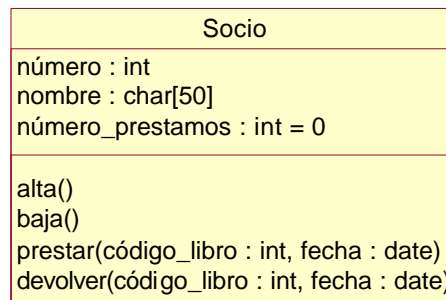 Socio
número : int
nombre : char[50]
número_prestamos : int = 0
alta()
baja()
prestar(código_libro : int, fecha : date)
devolver(código_libro : int, fecha : date)